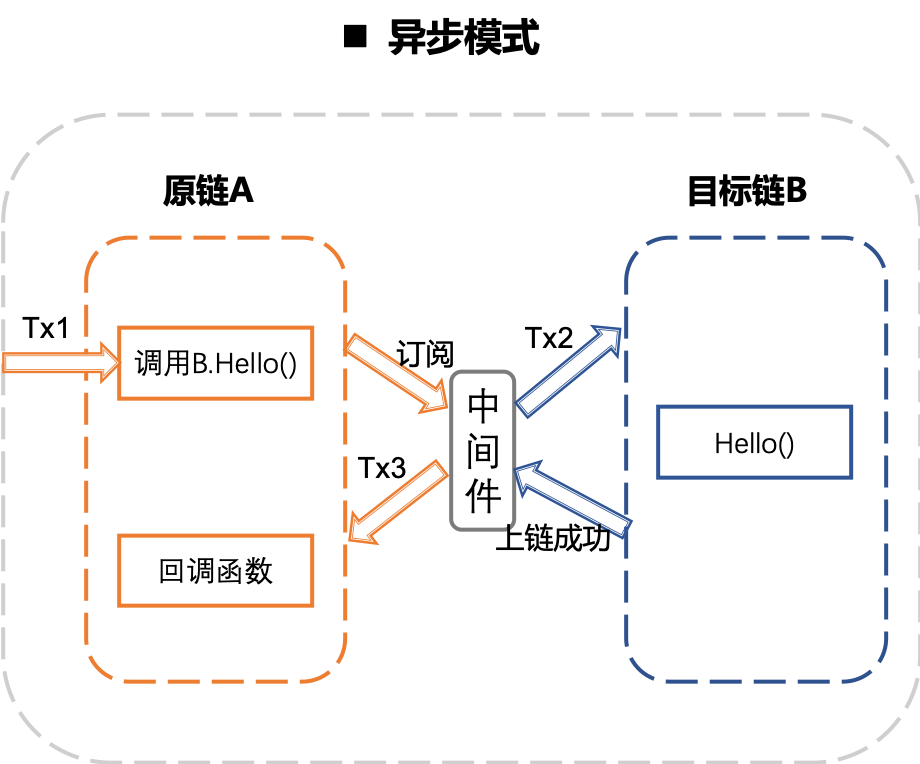 ■ 异步模式
原链A
目标链B
Tx1
调用B.Hello()
订阅
Tx2
中
间
件
Hello()
Tx3
上链成功
回调函数